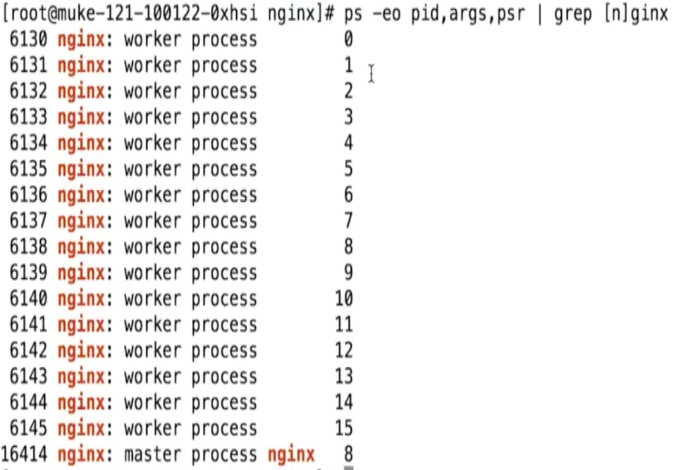 [root@muke-121-100122-0xhsi nginx]# ps -eo pid,args,psr | grep [n]ginx
6130 nginx: worker process 0
6131 nginx: worker process 1
6132 nginx: worker process 2
6133 nginx: worker process 3
6134 nginx: worker process 4
6135 nginx: worker process 5
6136 nginx: worker process 6
6137 nginx: worker process 7
6138 nginx: worker process 8
6139 nginx: worker process 9
6140 nginx: worker process 10
6141 nginx: worker process 11
6142 nginx: worker process 12
6143 nginx: worker process 13
6144 nginx: worker process 14
6145 nginx: worker process 15
16414 nginx: master process nginx 8